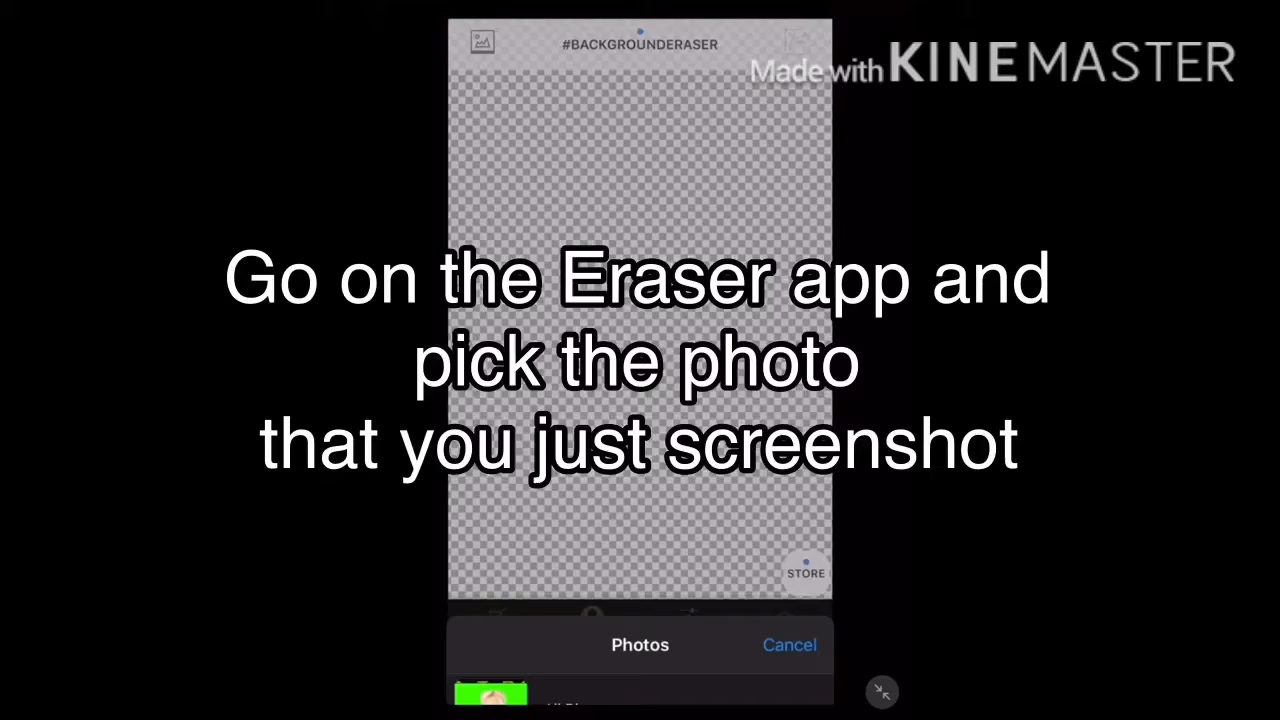 #BACKGROUNDERASER
Made with KINEMASTER
Go on the Eraser app and
pick the photo
that you just screenshot
STORE
Photos
Cancel